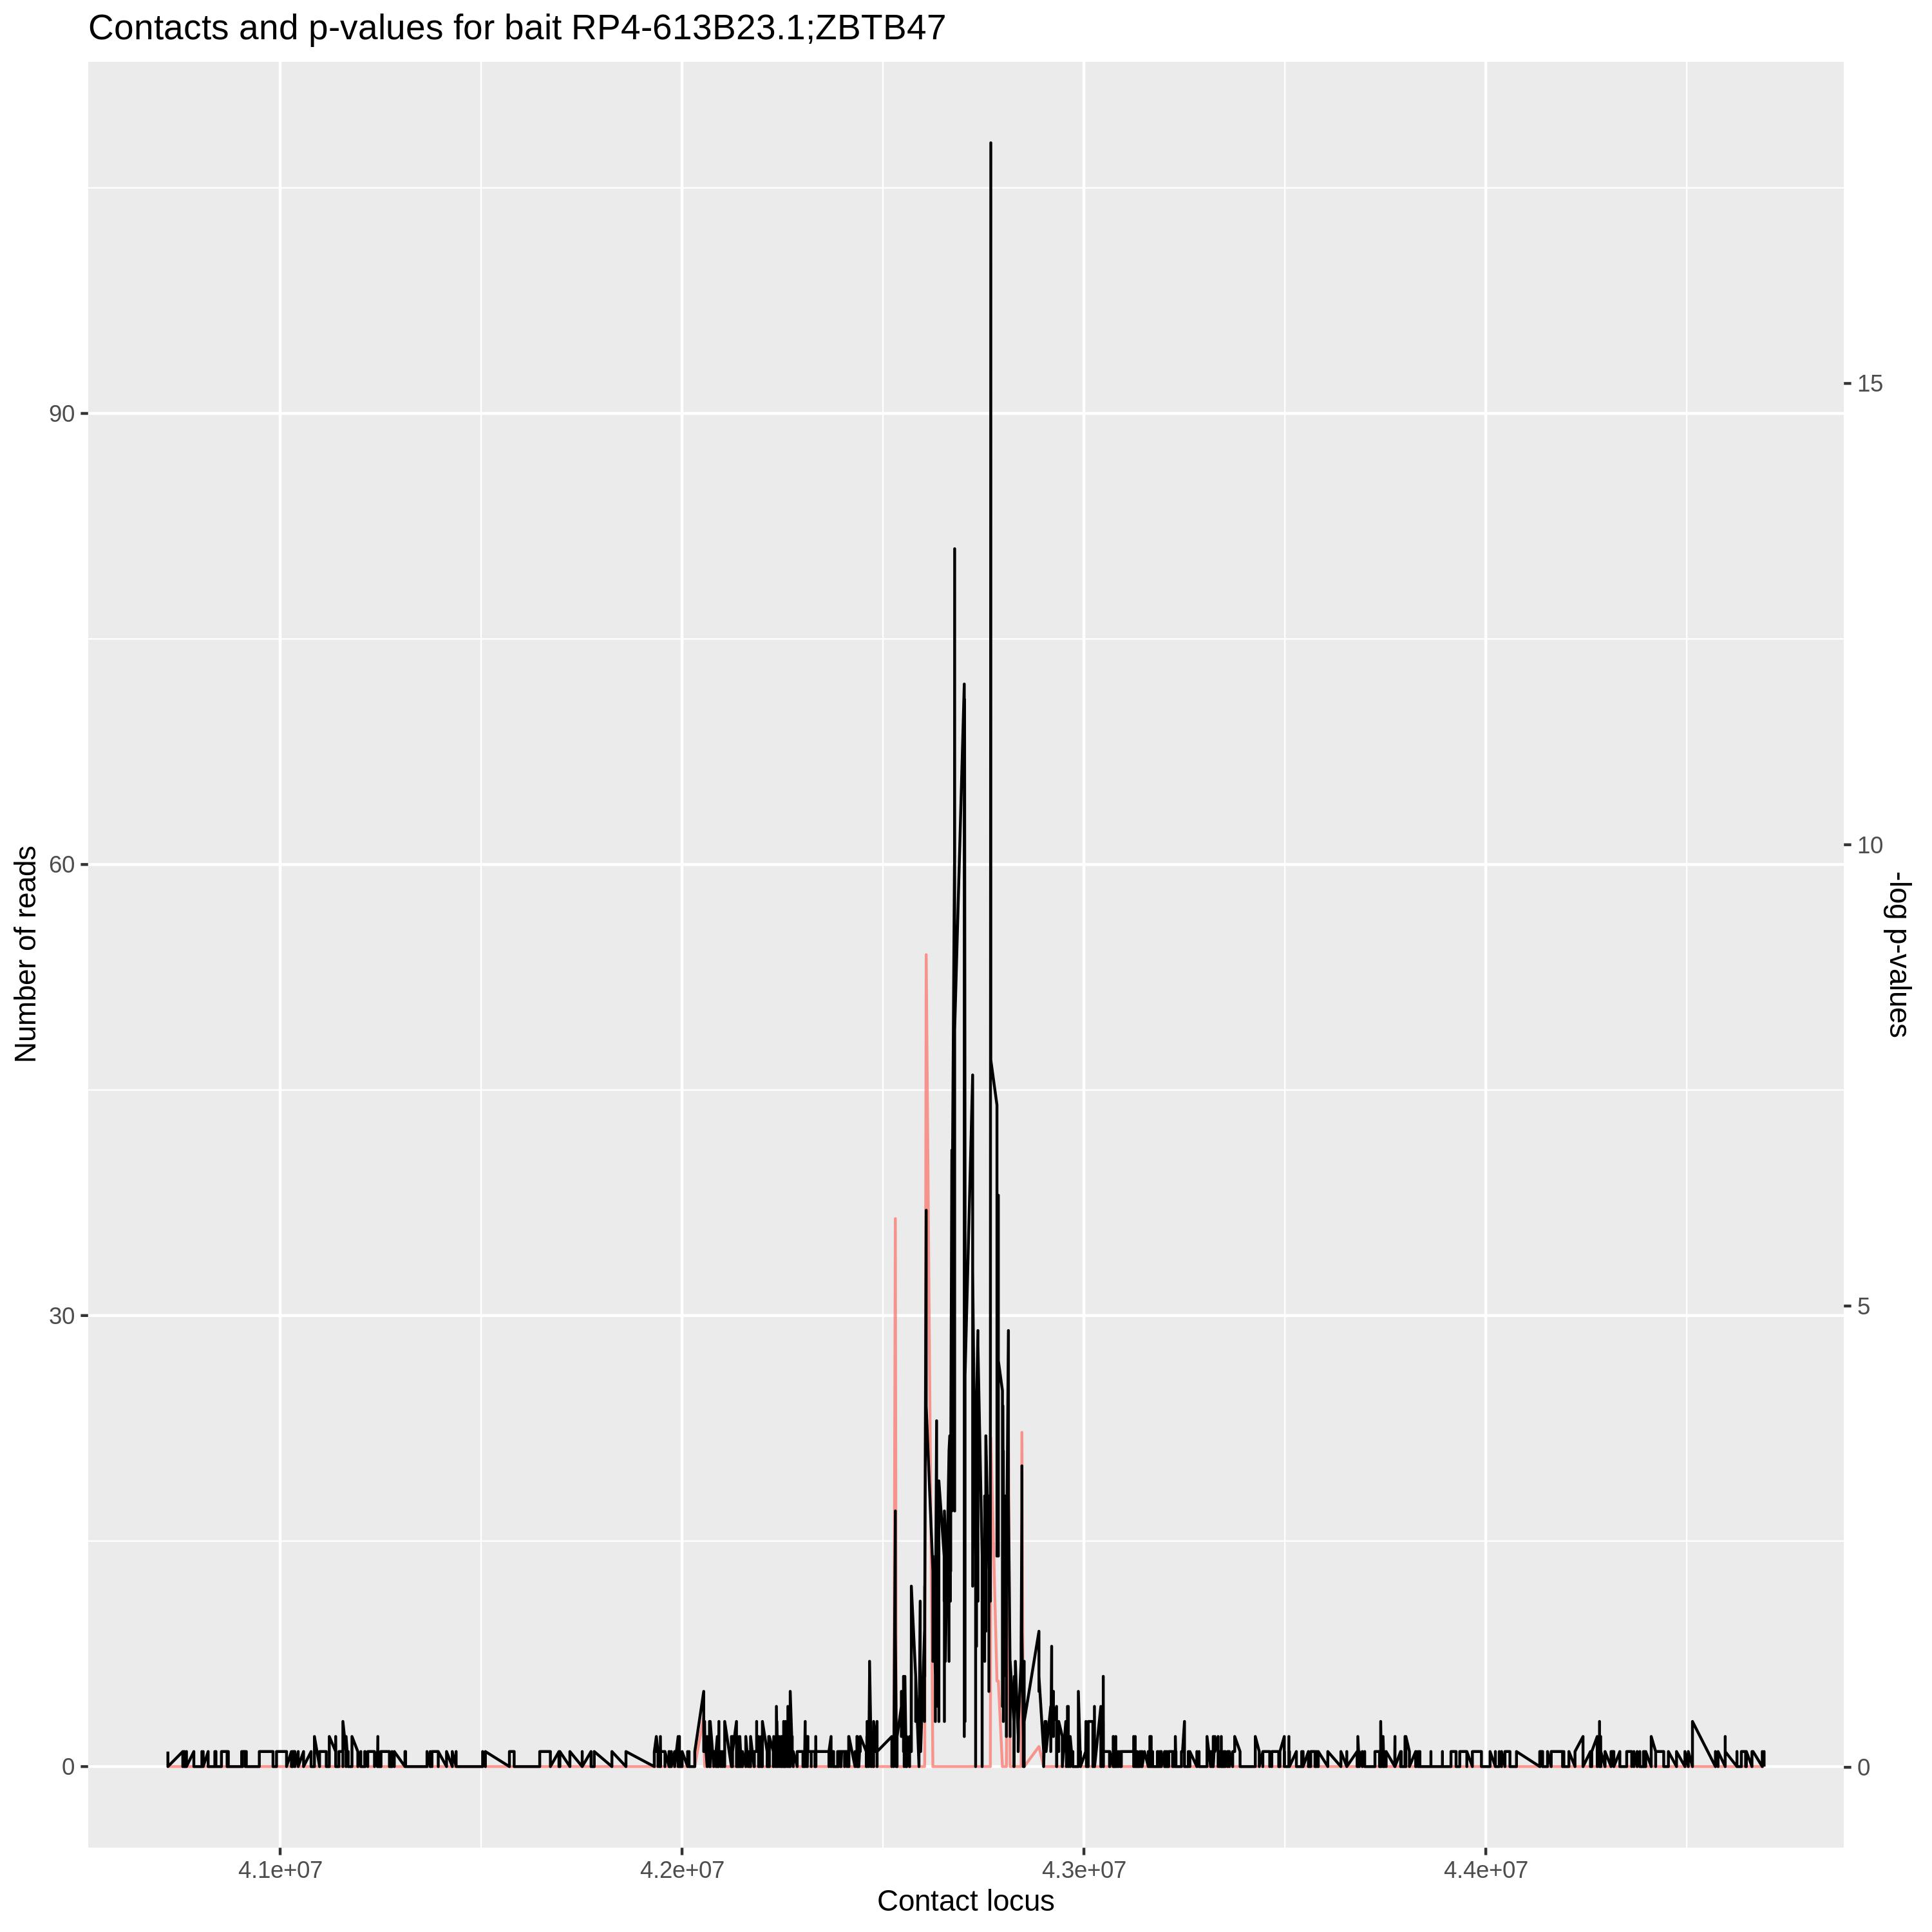 Contacts and p-values for bait RP4-613B23.1;ZBTB47
90
60
30
0
Number of reads
15
10
5
0
-log p-values
4.1e+07
4.2e+07
4.3e+07
4.4e+07
Contact locus